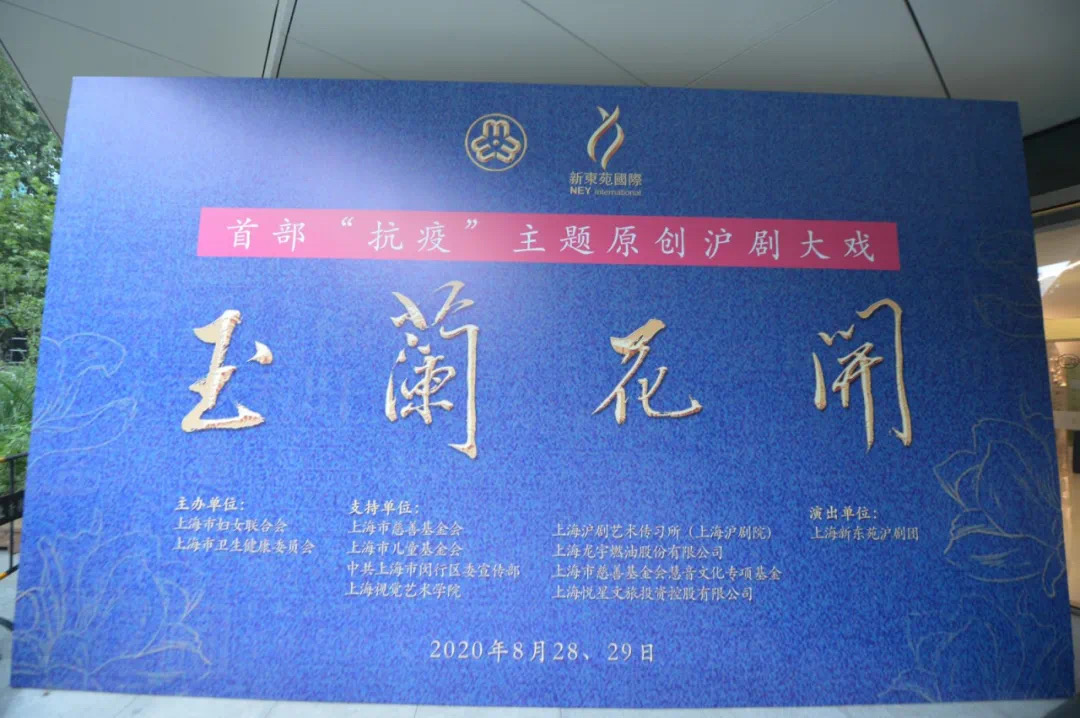 新東苑國際
NEY International
首部“抗疫”主题原创沪剧大戏
玉蘭花開
主办单位：
上海市妇女联合会
上海市卫生健康委员会
支持单位：
上海市慈善基金会
上海市儿童基金会
中共上海市闵行区委宣传部
上海视觉艺术学院
上海沪剧艺术传习所（上海沪剧院）
上海龙宇燃油股份有限公司
上海市慈善基金会慧音文化专项基金
上海悦星文旅投资控股有限公司
演出单位：
上海新东苑沪剧团
2020年8月28、29日